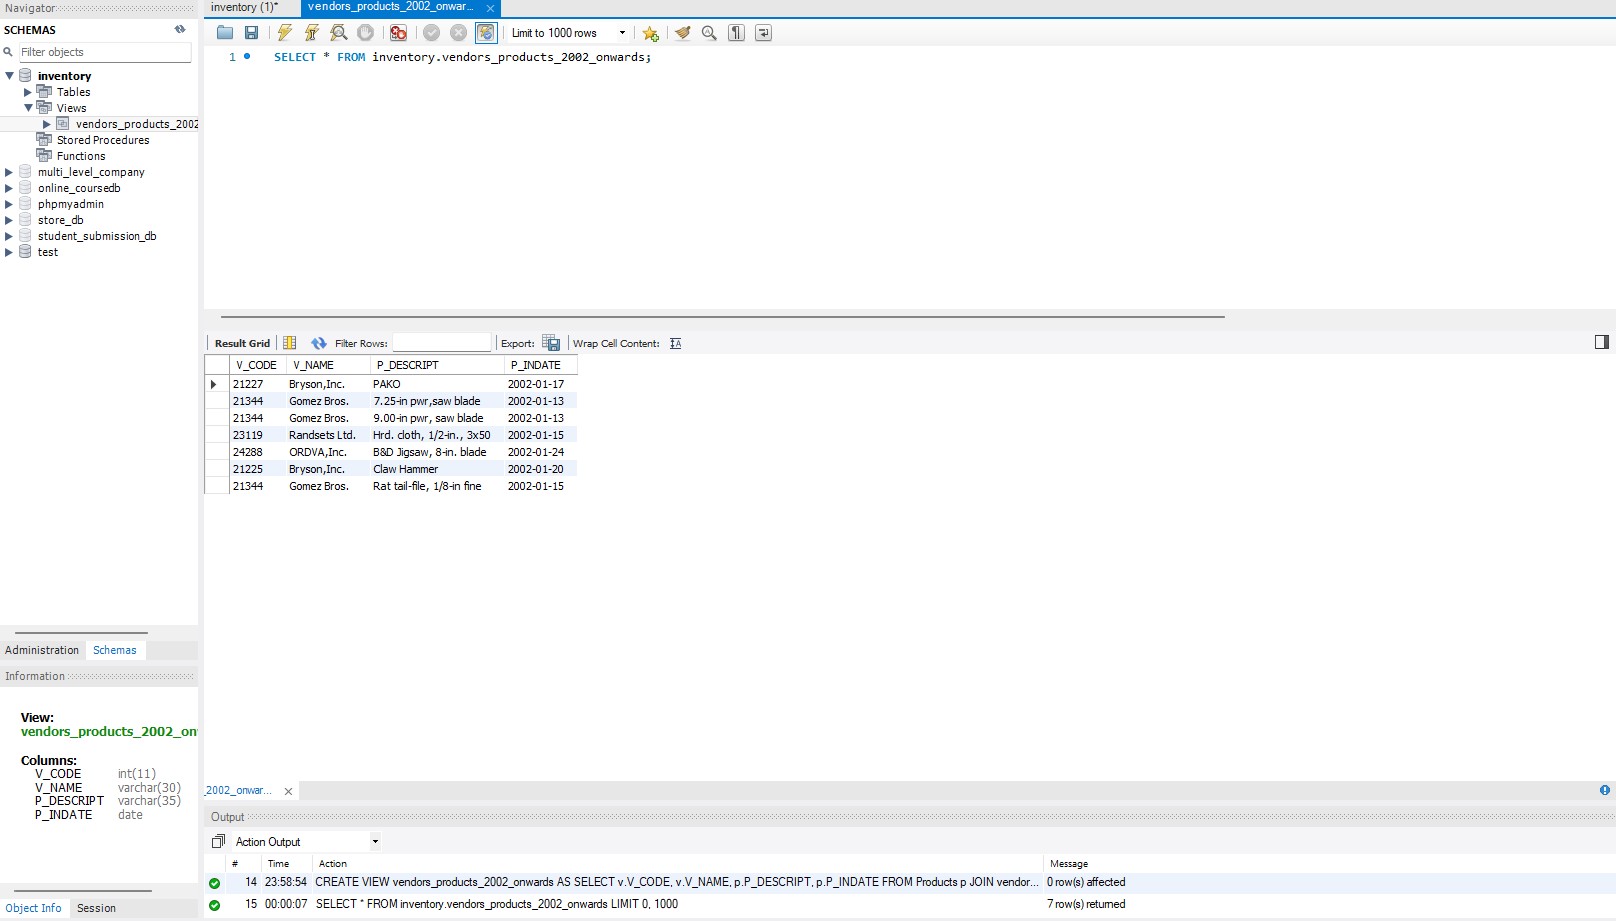 Navigator
SCHEMAS
Filter objects
inventory
Tables
Views
vendors_products_2002
Stored Procedures
Functions
multi_level_company
online_coursedb
phpmyadmin
store_db
student_submission_db
test
Administration Schemas
Information
View:
vendors_products_2002_on
Columns:
V_CODE int(11)
V_NAME varchar(30)
P_DESCRIPT varchar(35)
P_INDATE date
Object Info Session
inventory (1)* vendors_products_2002_onwar...
Limit to 1000 rows
1 SELECT * FROM inventory.vendors_products_2002_onwards;
Result Grid Filter Rows: Export: Wrap Cell Content:
V_CODE V_NAME P_DESCRIPT P_INDATE
21227 Bryson,Inc. PAKO 2002-01-17
21344 Gomez Bros. 7.25-in pwr,saw blade 2002-01-13
21344 Gomez Bros. 9.00-in pwr, saw blade 2002-01-13
23119 Randsets Ltd. Hrd. cloth, 1/2-in., 3x50 2002-01-15
24288 ORDVA,Inc. B&D Jigsaw, 8-in. blade 2002-01-24
21225 Bryson,Inc. Claw Hammer 2002-01-20
21344 Gomez Bros. Rat tail-file, 1/8-in fine 2002-01-15
_2002_onwar...
Output
Action Output
# Time Action Message
14 23:58:54 CREATE VIEW vendors_products_2002_onwards AS SELECT v.V_CODE, v.V_NAME, p.P_DESCRIPT, p.P_INDATE FROM Products p JOIN vendor... 0 row(s) affected
15 00:00:07 SELECT * FROM inventory.vendors_products_2002_onwards LIMIT 0, 1000 7 row(s) returned